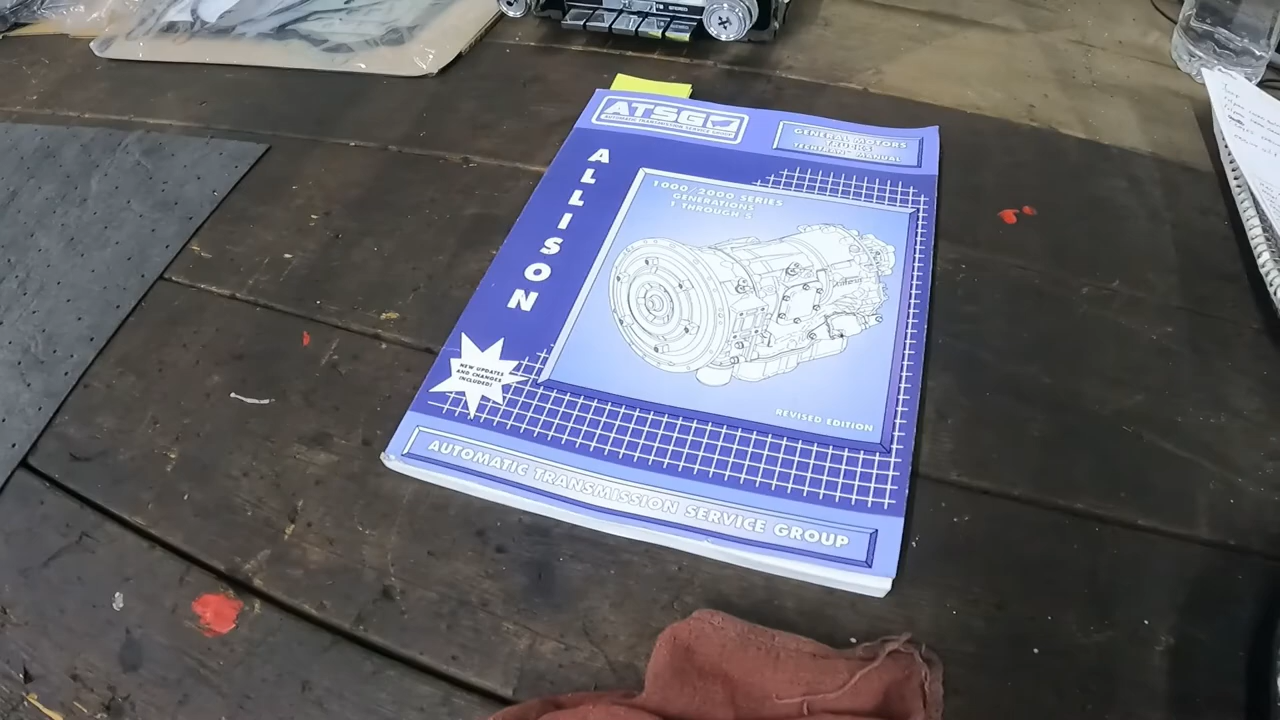 ATSG
AUTOMATIC TRANSMISSION SERVICE GROUP
GENERAL MOTORS
TRUCKS
TECHTRAN MANUAL
ALLISON
1000/2000 SERIES
GENERATIONS
1 THROUGH 5
NEW UPDATES
AND CHANGES
INCLUDED!
REVISED EDITION
AUTOMATIC TRANSMISSION SERVICE GROUP